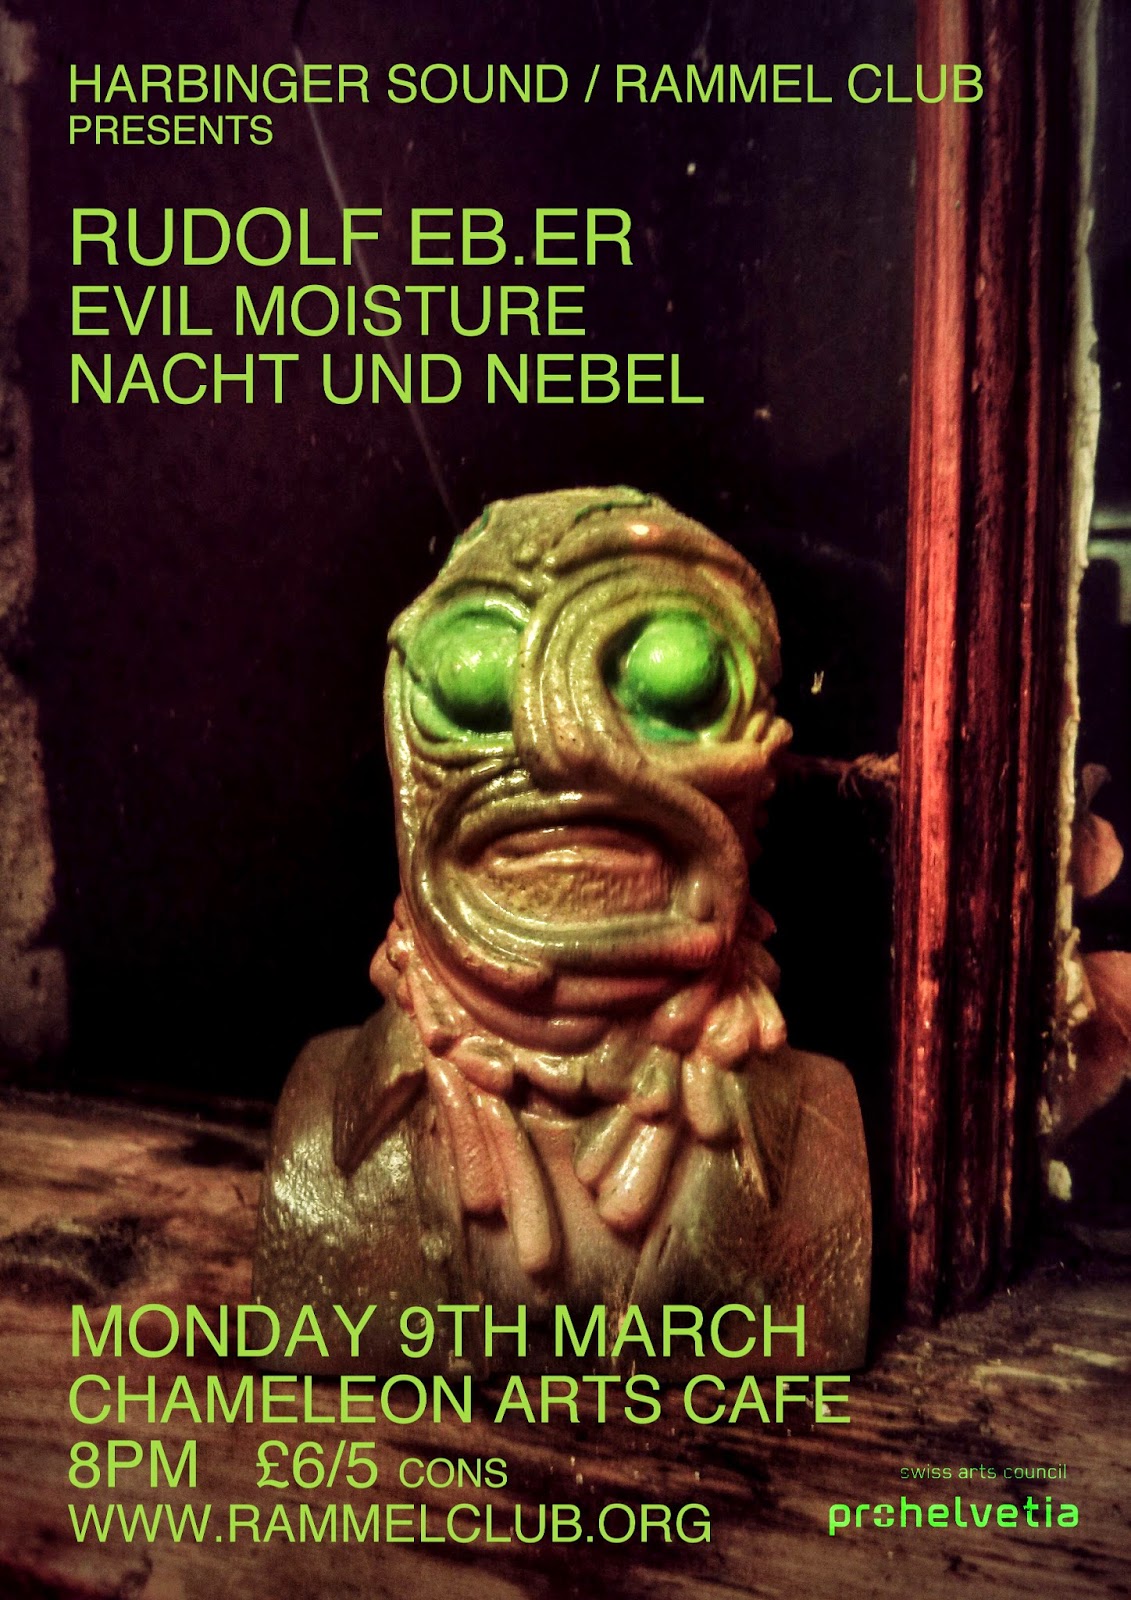 HARBINGER SOUND / RAMMEL CLUB
PRESENTS
RUDOLF EB.ER
EVIL MOISTURE
NACHT UND NEBEL
MONDAY 9TH MARCH
CHAMELEON ARTS CAFE
8PM £6/5 CONS
WWW.RAMMELCLUB.ORG
swiss arts council
prohelvetia